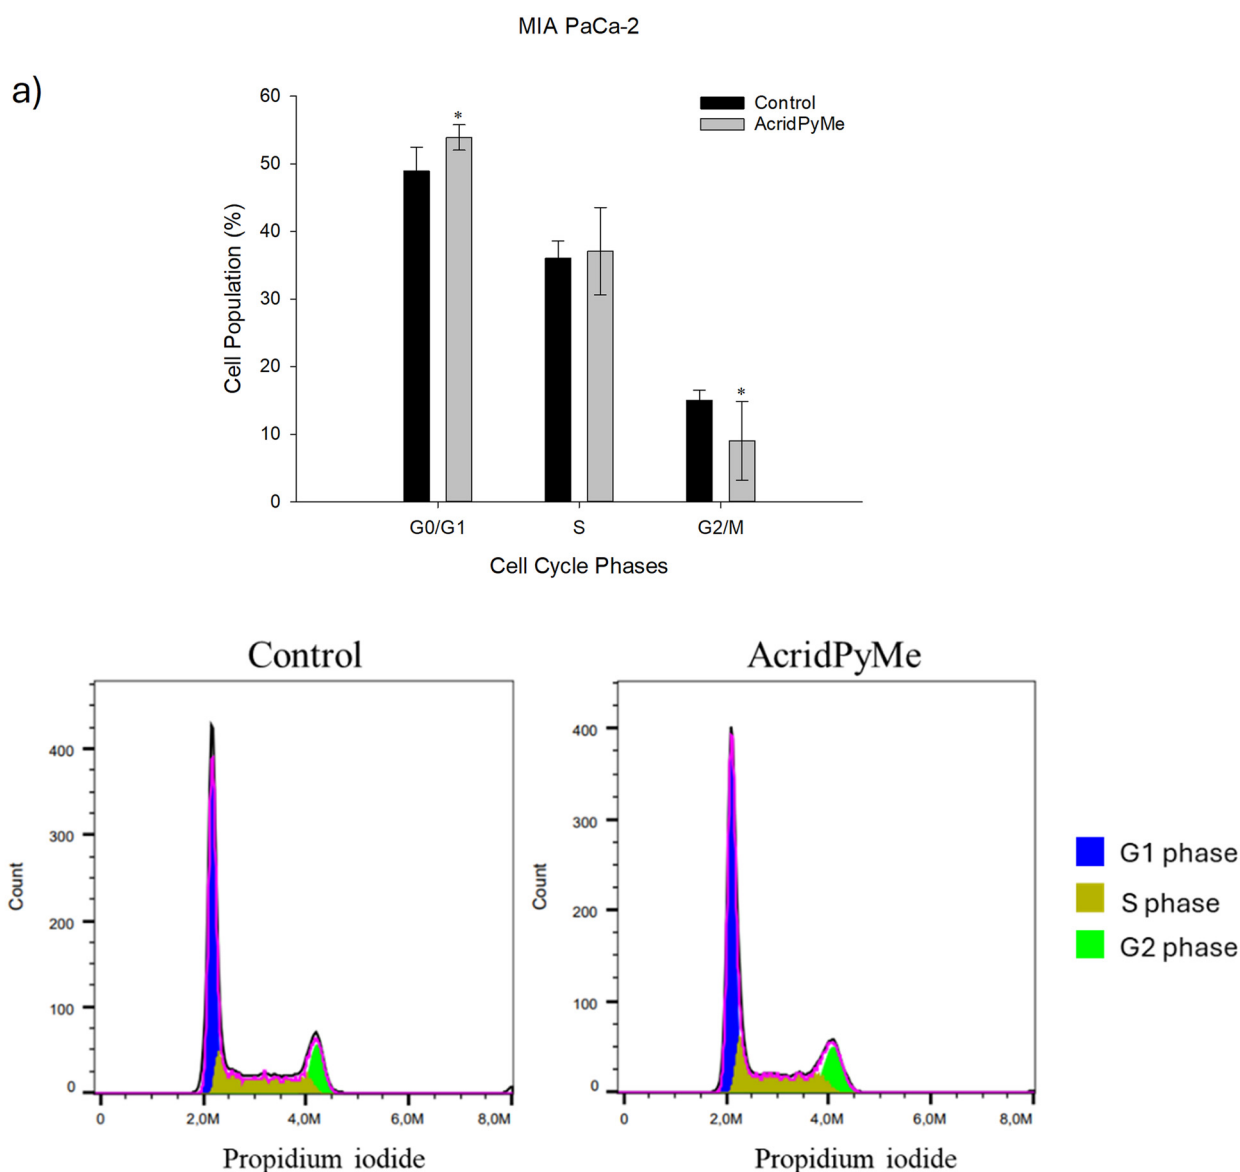 MIA PaCa-2
a)
60
50
40
30
20
10
0
Cell Population (%)
*
*
Control
AcridPyMe
G0/G1 S G2/M
Cell Cycle Phases
Control
400
300
200
100
0
Count
0 2,0M 4,0M 6,0M 8,0M
Propidium iodide
AcridPyMe
400
300
200
100
0
Count
0 2,0M 4,0M 6,0M 8,0M
Propidium iodide
G1 phase
S phase
G2 phase